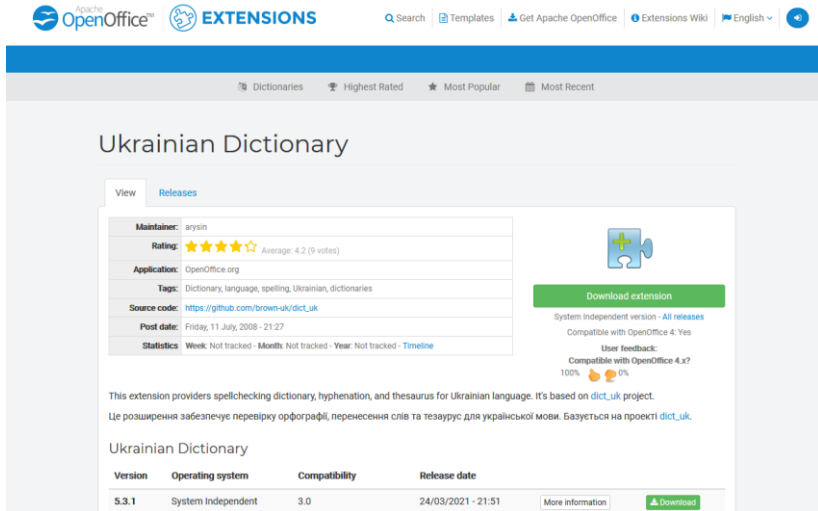 Apache
OpenOffice™ EXTENSIONS Search Templates Get Apache OpenOffice Extensions Wiki English
Dictionaries Highest Rated Most Popular Most Recent
Ukrainian Dictionary
View Releases
Maintainer: arysin
Rating: Average: 4.2 (9 votes)
Application: OpenOffice.org
Tags: Dictionary, language, spelling, Ukrainian, dictionaries
Source code: https://github.com/brown-uk/dict_uk
Post date: Friday, 11 July, 2008 - 21:27
Statistics Week: Not tracked - Month: Not tracked - Year: Not tracked - Timeline
Download extension
System Independent version - All releases
Compatible with OpenOffice 4: Yes
User feedback:
Compatible with OpenOffice 4.x?
100% 0%
This extension providers spellchecking dictionary, hyphenation, and thesaurus for Ukrainian language. It's based on dict_uk project.
Це розширення забезпечує перевірку орфографії, перенесення слів та тезаурус для української мови. Базується на проекті dict_uk.
Ukrainian Dictionary
Version Operating system Compatibility Release date
5.3.1 System Independent 3.0 24/03/2021 - 21:51 More information Download